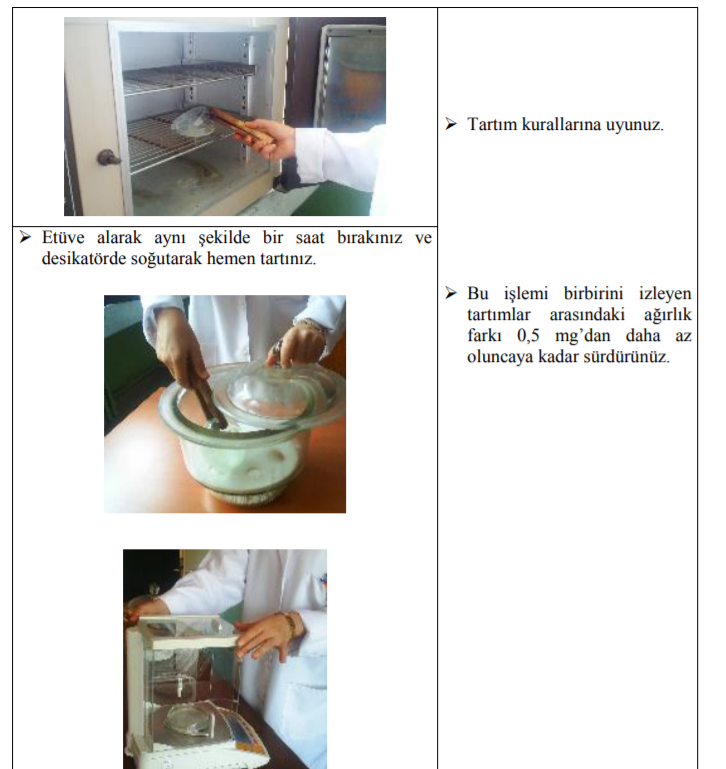 ➢ Tartım kurallarına uyunuz.
➢ Etüve alarak aynı şekilde bir saat bırakınız ve
desikatörde soğutarak hemen tartınız.
➢ Bu işlemi birbirini izleyen
tartımlar arasındaki ağırlık
farkı 0,5 mg’dan daha az
oluncaya kadar sürdürünüz.